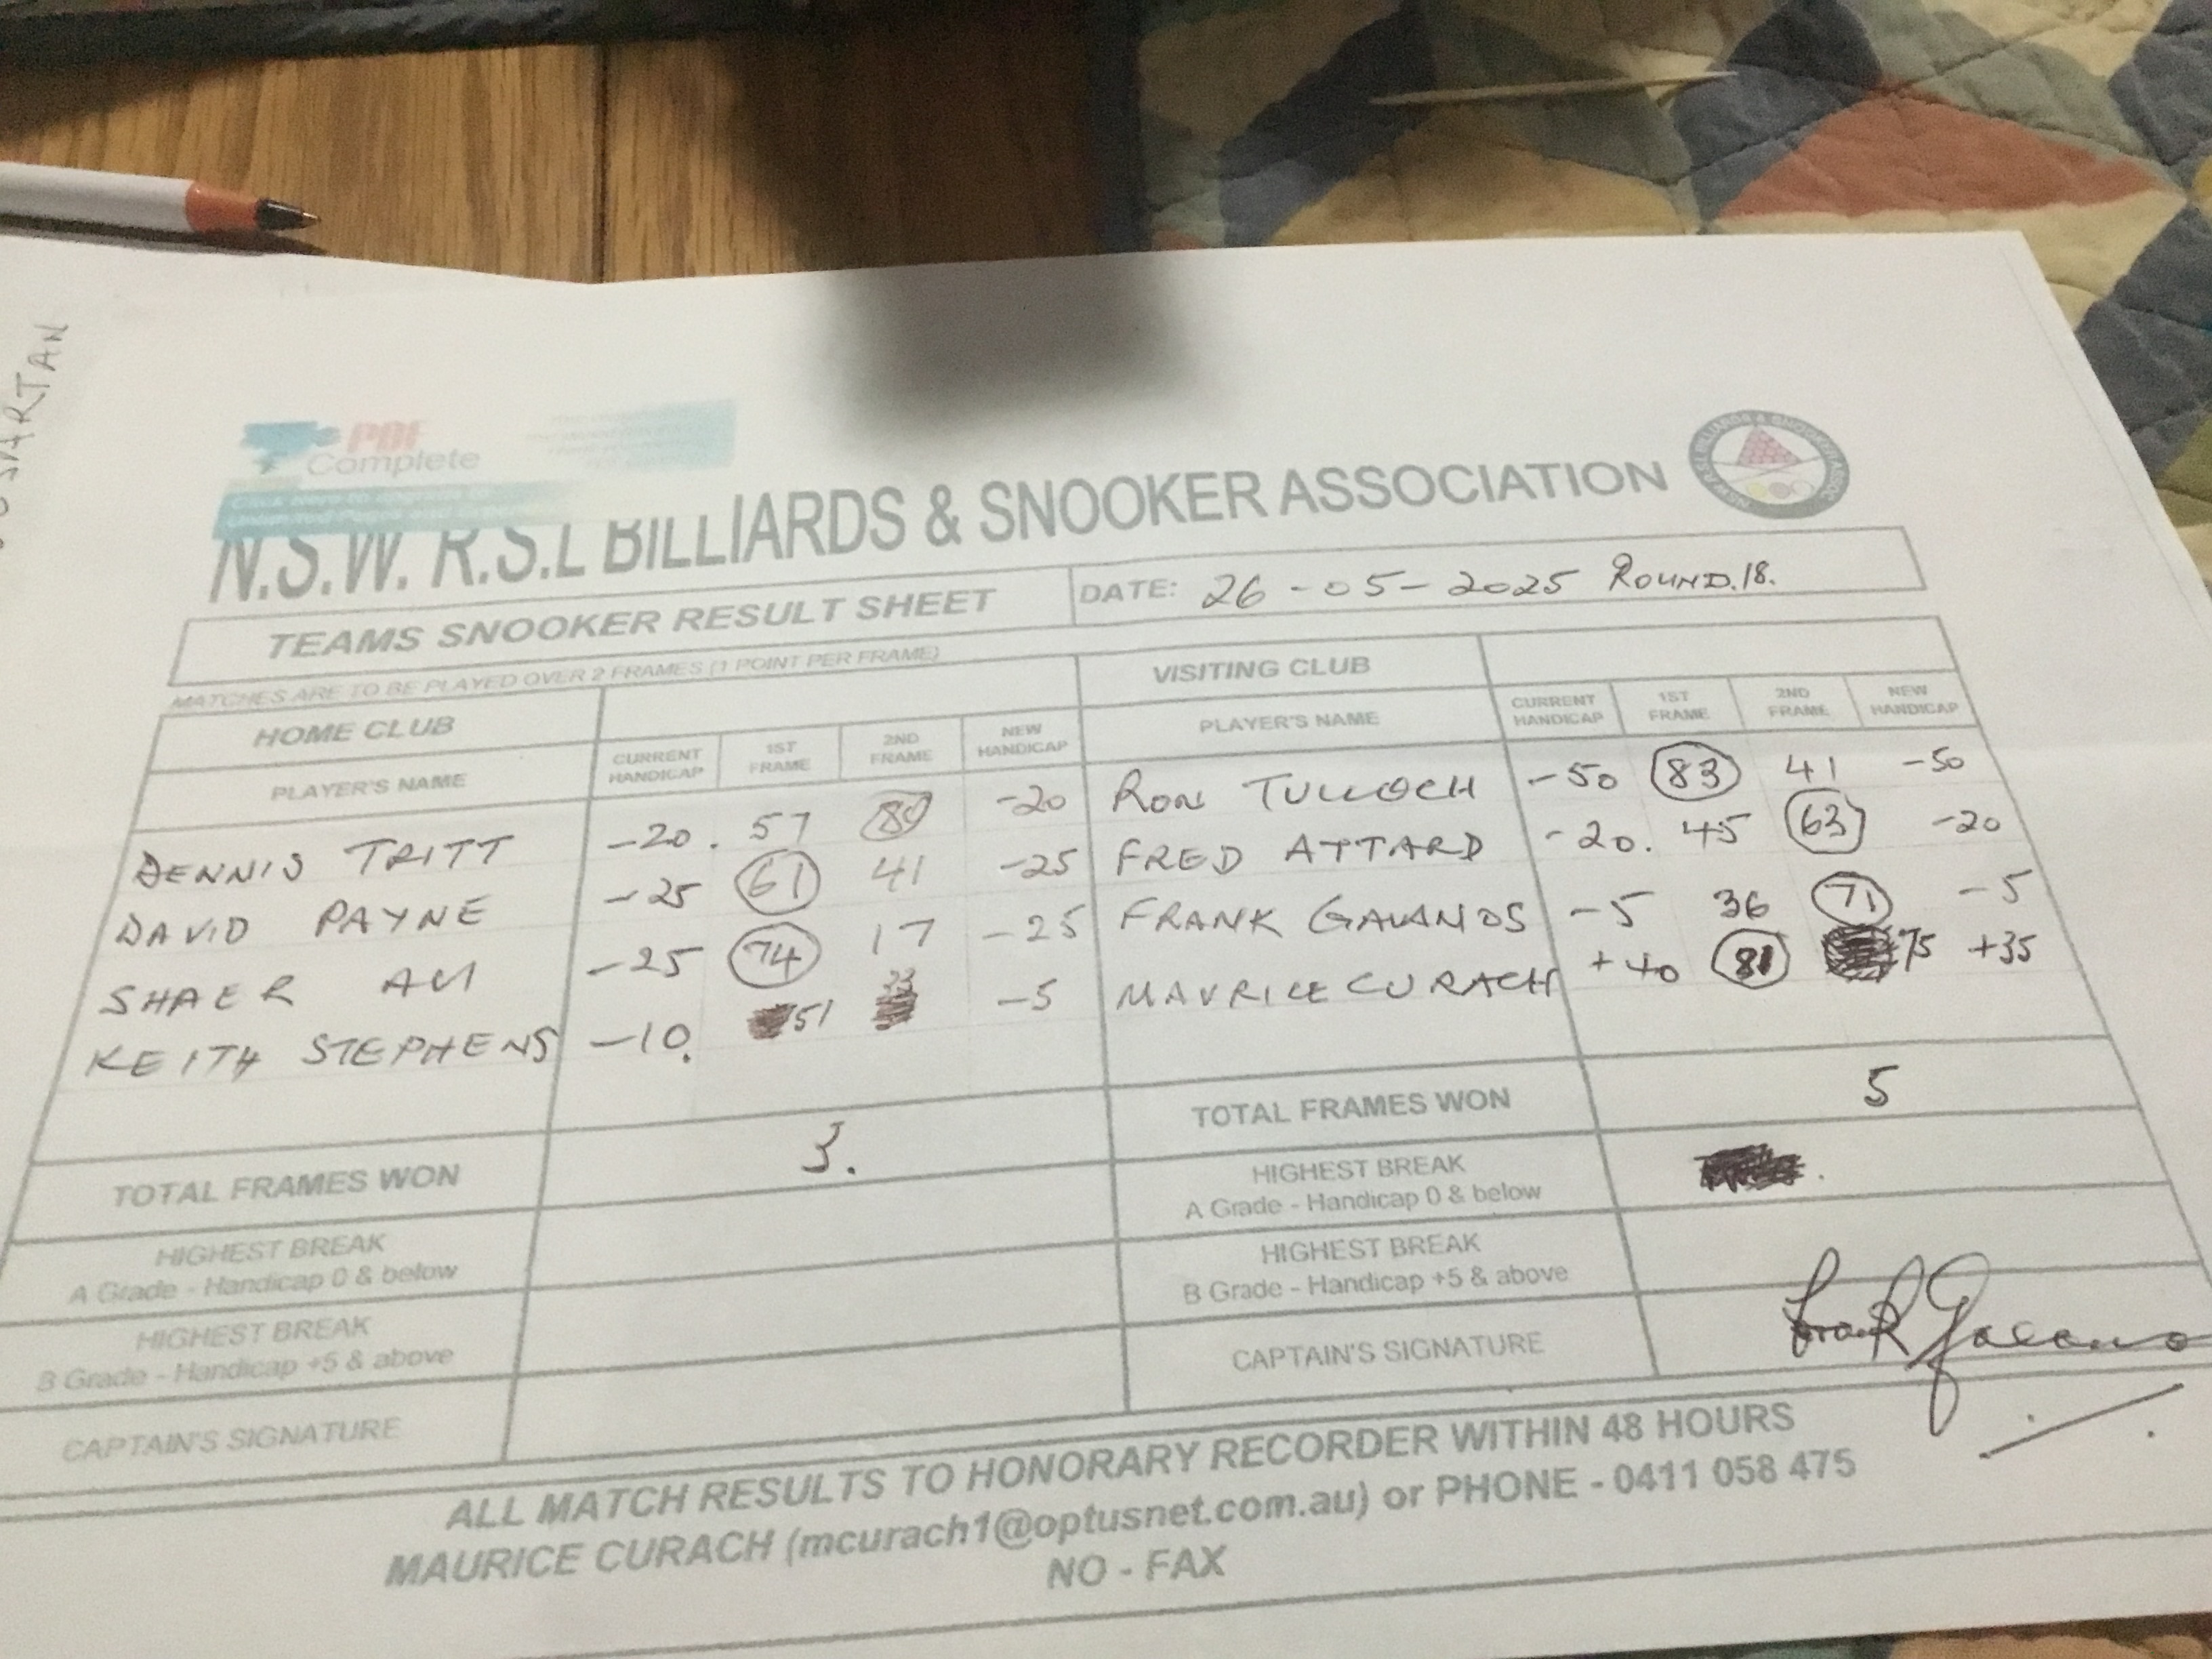 PDF
Complete
N.S.W. R.S.L BILLIARDS & SNOOKER ASSOCIATION
TEAMS SNOOKER RESULT SHEET DATE: 26-05-2025 ROUND.18.
MATCHES ARE TO BE PLAYED OVER 2 FRAMES (1 POINT PER FRAME)
HOME CLUB VISITING CLUB
PLAYER'S NAME CURRENT HANDICAP 1ST FRAME 2ND FRAME NEW HANDICAP PLAYER'S NAME CURRENT HANDICAP 1ST FRAME 2ND FRAME NEW HANDICAP
DENNIS TRITT -20. 57 -20 RON TULLOCH -50 83 41 -50
DAVID PAYNE -25 61 41 -25 FRED ATTARD -20. 45 63 -20
SHAER -25 74 17 -25 FRANK GALANOS -5 36 71 -5
KEITH STEPHENS -10. 51 23 -5 MAURICE CURACH +40 81 75 +35
TOTAL FRAMES WON 3. TOTAL FRAMES WON 5
HIGHEST BREAK HIGHEST BREAK
A Grade - Handicap 0 & below A Grade - Handicap 0 & below
HIGHEST BREAK HIGHEST BREAK
B Grade - Handicap +5 & above B Grade - Handicap +5 & above
CAPTAIN'S SIGNATURE CAPTAIN'S SIGNATURE
ALL MATCH RESULTS TO HONORARY RECORDER WITHIN 48 HOURS
MAURICE CURACH (mcurach1@optusnet.com.au) or PHONE - 0411 058 475
NO - FAX